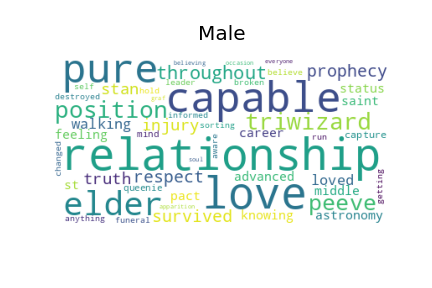 Male
believing occasion everyone
pure throughout prophecy
leader believe
self stan hold broken status
destroyed capable saint
position informed triwizard
walking injury sorting career run capture
feeling mind aware
changed relationship
soul
st truth respect advanced loved getting
queenie middle
elder pact love knowing peeve
apparition
survived astronomy
anything funeral